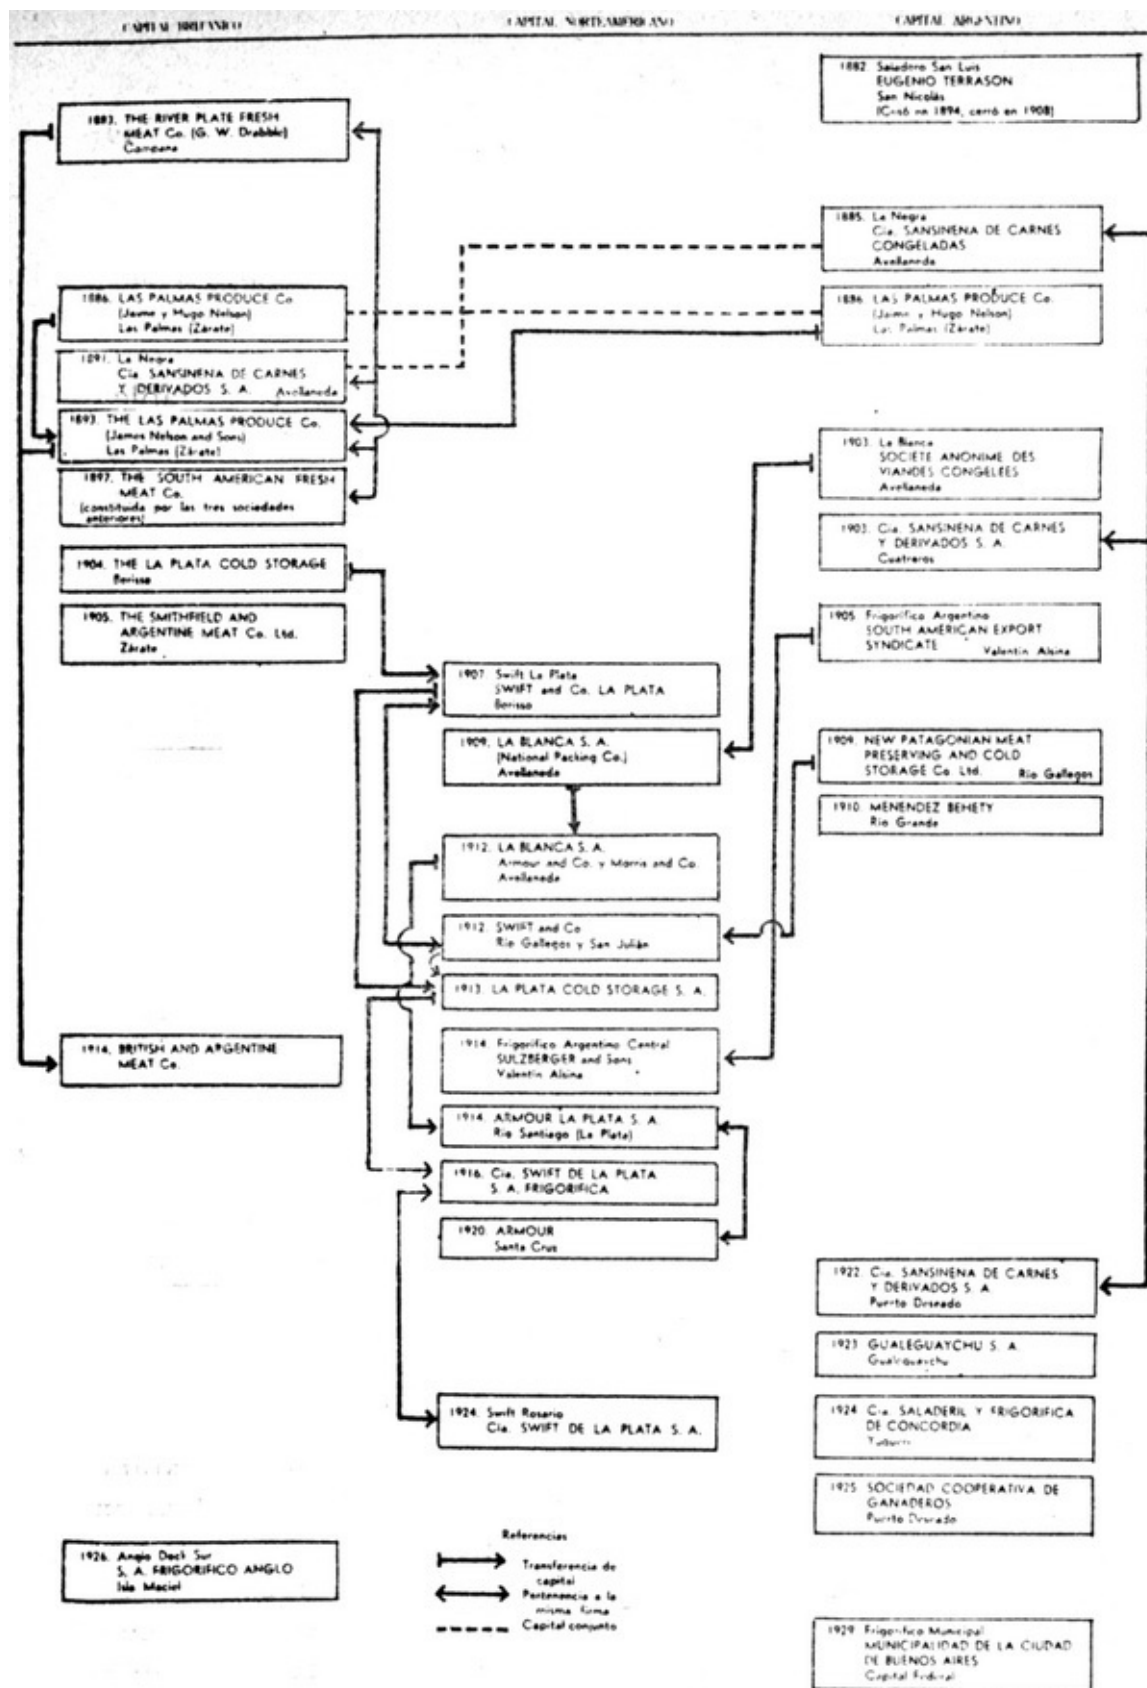 CAPITAL BRITANICO
CAPITAL NORTEAMERICANO
CAPITAL ARGENTINO
1882. Saladero San Luis
EUGENIO TERRASON
San Nicolás
(Cesó en 1894, cerró en 1908)
1883. THE RIVER PLATE FRESH
MEAT Co. (G. W. Drabble)
Campana
1885. La Negra
Cia. SANSINENA DE CARNES
CONGELADAS
Avellaneda
1886. LAS PALMAS PRODUCE Co
(Jaime y Hugo Nelson)
Las Palmas (Zárate)
1886. LAS PALMAS PRODUCE Co.
(Jaime y Hugo Nelson)
Las Palmas (Zárate)
1891. La Negra
Cia. SANSINENA DE CARNES
Y DERIVADOS S. A. Avellaneda
1893. THE LAS PALMAS PRODUCE Co.
(James Nelson and Sons)
Las Palmas (Zárate)
1897. THE SOUTH AMERICAN FRESH
MEAT Co.
(constituida por las tres sociedades
anteriores)
1903. La Blanca
SOCIETE ANONIME DES
VIANDES CONGELEES
Avellaneda
1903. Cia. SANSINENA DE CARNES
Y DERIVADOS S. A.
Cuatreros
1904. THE LA PLATA COLD STORAGE
Berisso
1905. THE SMITHFIELD AND
ARGENTINE MEAT Co. Ltd.
Zárate
1905 Frigorífico Argentino
SOUTH AMERICAN EXPORT
SYNDICATE Valentín Alsina
1907. Swift La Plata
SWIFT and Co. LA PLATA
Berisso
1909. LA BLANCA S. A.
(National Packing Co.)
Avellaneda
1909. NEW PATAGONIAN MEAT
PRESERVING AND COLD
STORAGE Co. Ltd. Río Gallegos
1910. MENENDEZ BEHETY
Río Grande
1912. LA BLANCA S. A.
Armour and Co. y Morris and Co.
Avellaneda
1912. SWIFT and Co
Río Gallegos y San Julián
1913. LA PLATA COLD STORAGE S. A.
1914. Frigorífico Argentino Central
SULZBERGER and Sons
Valentín Alsina
1914. BRITISH AND ARGENTINE
MEAT Co.
1914. ARMOUR LA PLATA S. A.
Río Santiago (La Plata)
1916. Cia. SWIFT DE LA PLATA
S. A. FRIGORIFICA
1920. ARMOUR
Santa Cruz
1922. Cia. SANSINENA DE CARNES
Y DERIVADOS S. A.
Puerto Deseado
1923 GUALEGUAYCHU S. A.
Gualeguaychu
1924. Swift Rosario
Cia. SWIFT DE LA PLATA S. A.
1924 Cia. SALADERIL Y FRIGORIFICA
DE CONCORDIA
1925 SOCIEDAD COOPERATIVA DE
GANADEROS
Puerto Deseado
1926. Anglo Dock Sur
S. A. FRIGORIFICO ANGLO
Isla Maciel
Referencias
Transferencia de
capital
Pertenencia a la
misma firma
Capital conjunto
1929 Frigorífico Municipal
MUNICIPALIDAD DE LA CIUDAD
DE BUENOS AIRES
Capital Federal